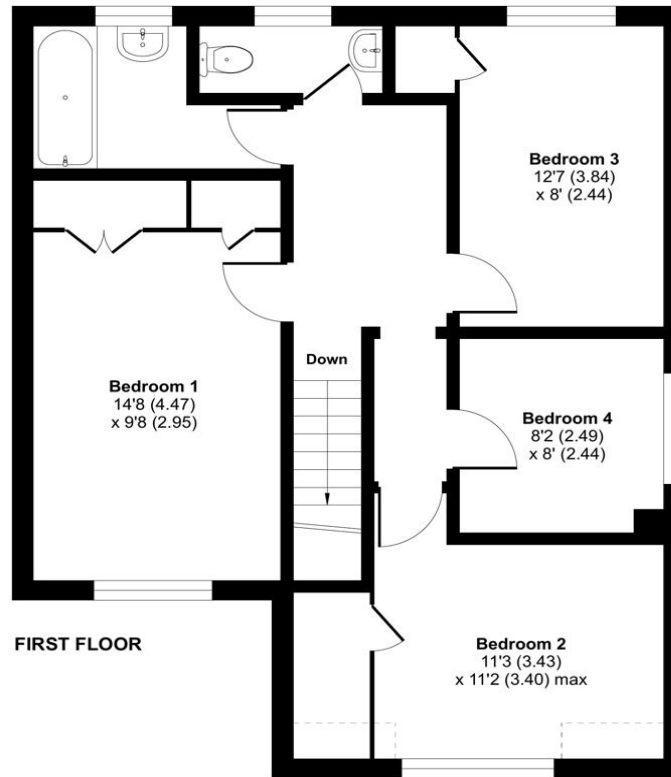 Bedroom 3
12'7 (3.84)
x 8' (2.44)
Down
Bedroom 1
14'8 (4.47)
x 9'8 (2.95)
Bedroom 4
8'2 (2.49)
x 8' (2.44)
FIRST FLOOR
Bedroom 2
11'3 (3.43)
x 11'2 (3.40) max